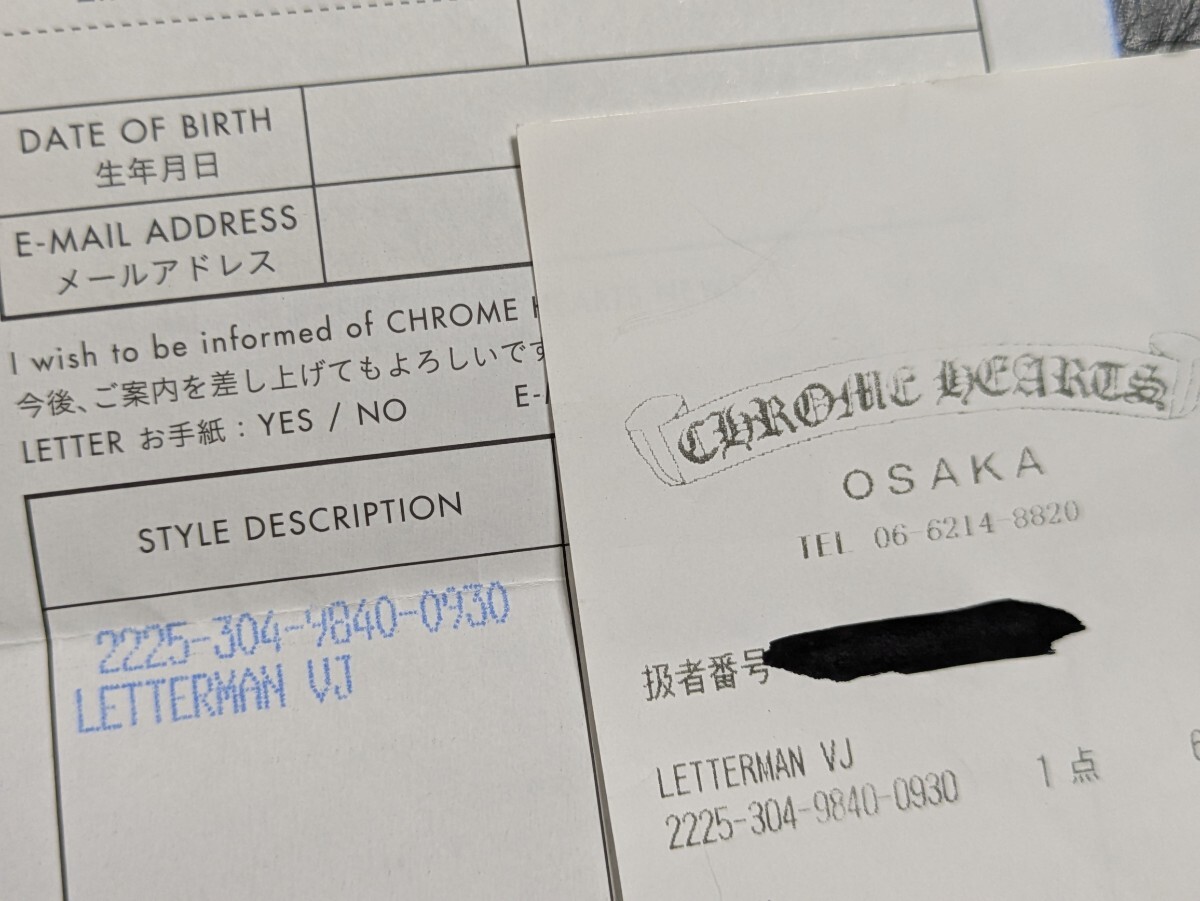 DATE OF BIRTH
生年月日
E-MAIL ADDRESS
メールアドレス
I wish to be informed of CHROME
今後、ご案内を差し上げてもよろしいです
LETTER お手紙 : YES / NO E-
STYLE DESCRIPTION
2225-304-9840-0930
LETTERMAN VJ
CHROME HEARTS
OSAKA
TEL 06-6214-8820
扱者番号
LETTERMAN VJ 1点
2225-304-9840-0930